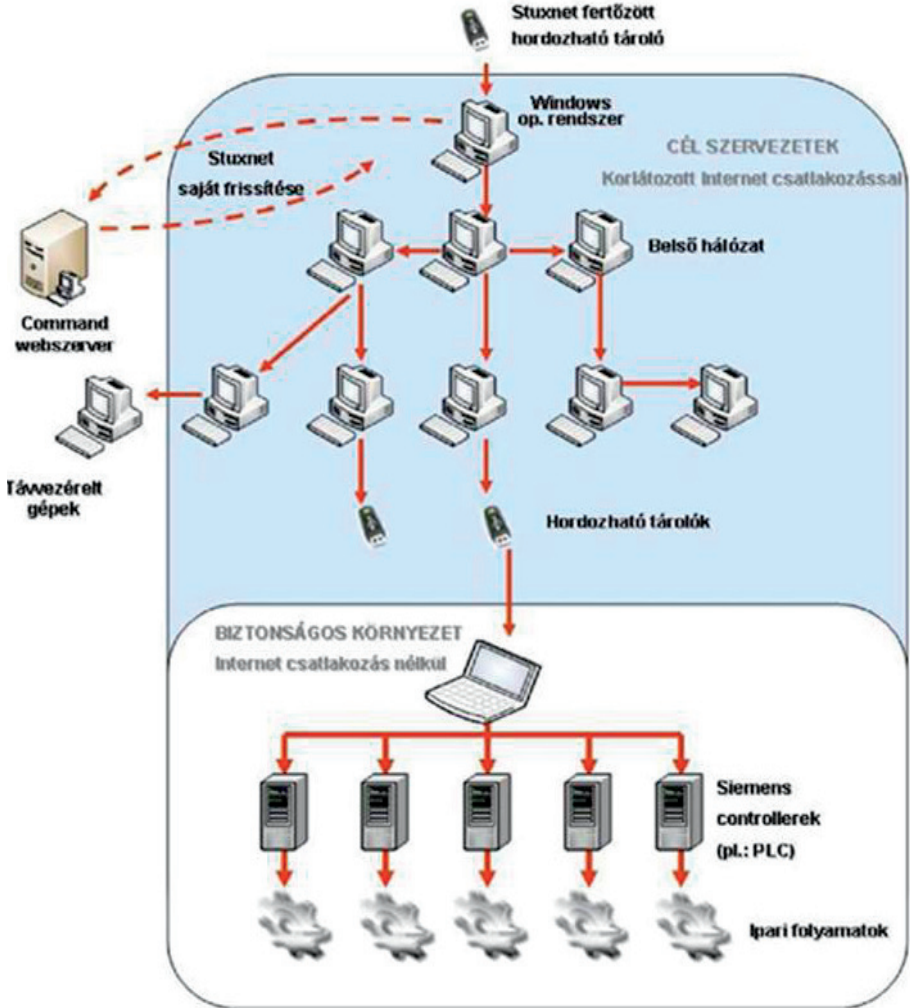 Stuxnet fertőzött
hordozható tároló
Windows
op. rendszer
CÉL SZERVEZETEK
Korlátozott Internet csatlakozással
Stuxnet
saját frissítése
Belső hálózat
Command
webszerver
Távvezérelt
gépek
Hordozható tárolók
BIZTONSÁGOS KÖRNYEZET
Internet csatlakozás nélkül
Siemens
controllerek
(pl.: PLC)
Ipari folyamatok